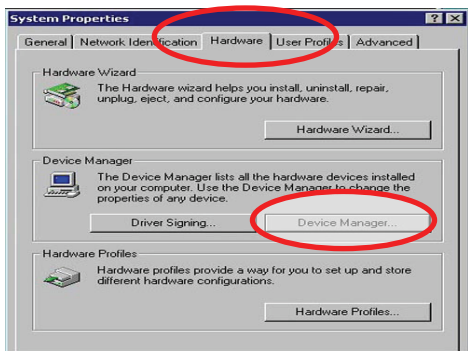 System Properties
General Network Identification Hardware User Profiles Advanced
Hardware Wizard
The Hardware wizard helps you install, uninstall, repair,
unplug, eject, and configure your hardware.
Hardware Wizard...
Device Manager
The Device Manager lists all the hardware devices installed
on your computer. Use the Device Manager to change the
properties of any device.
Driver Signing... Device Manager...
Hardware Profiles
Hardware profiles provide a way for you to set up and store
different hardware configurations.
Hardware Profiles...